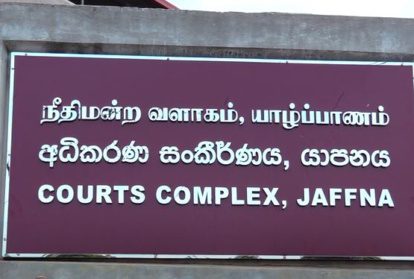 நீதிமன்ற வளாகம், யாழ்ப்பாணம்
අධිකරණ සංකීර්ණය, යාපනය
COURTS COMPLEX, JAFFNA